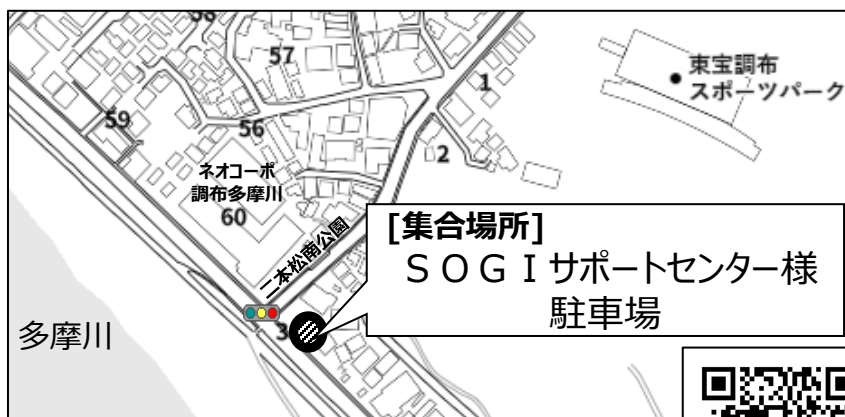 58
57
1
東宝調布
スポーツパーク
59
56
2
ネオコーポ
調布多摩川
60
二本松南公園
[集合場所]
ＳＯＧＩサポートセンター様
駐車場
3
多摩川